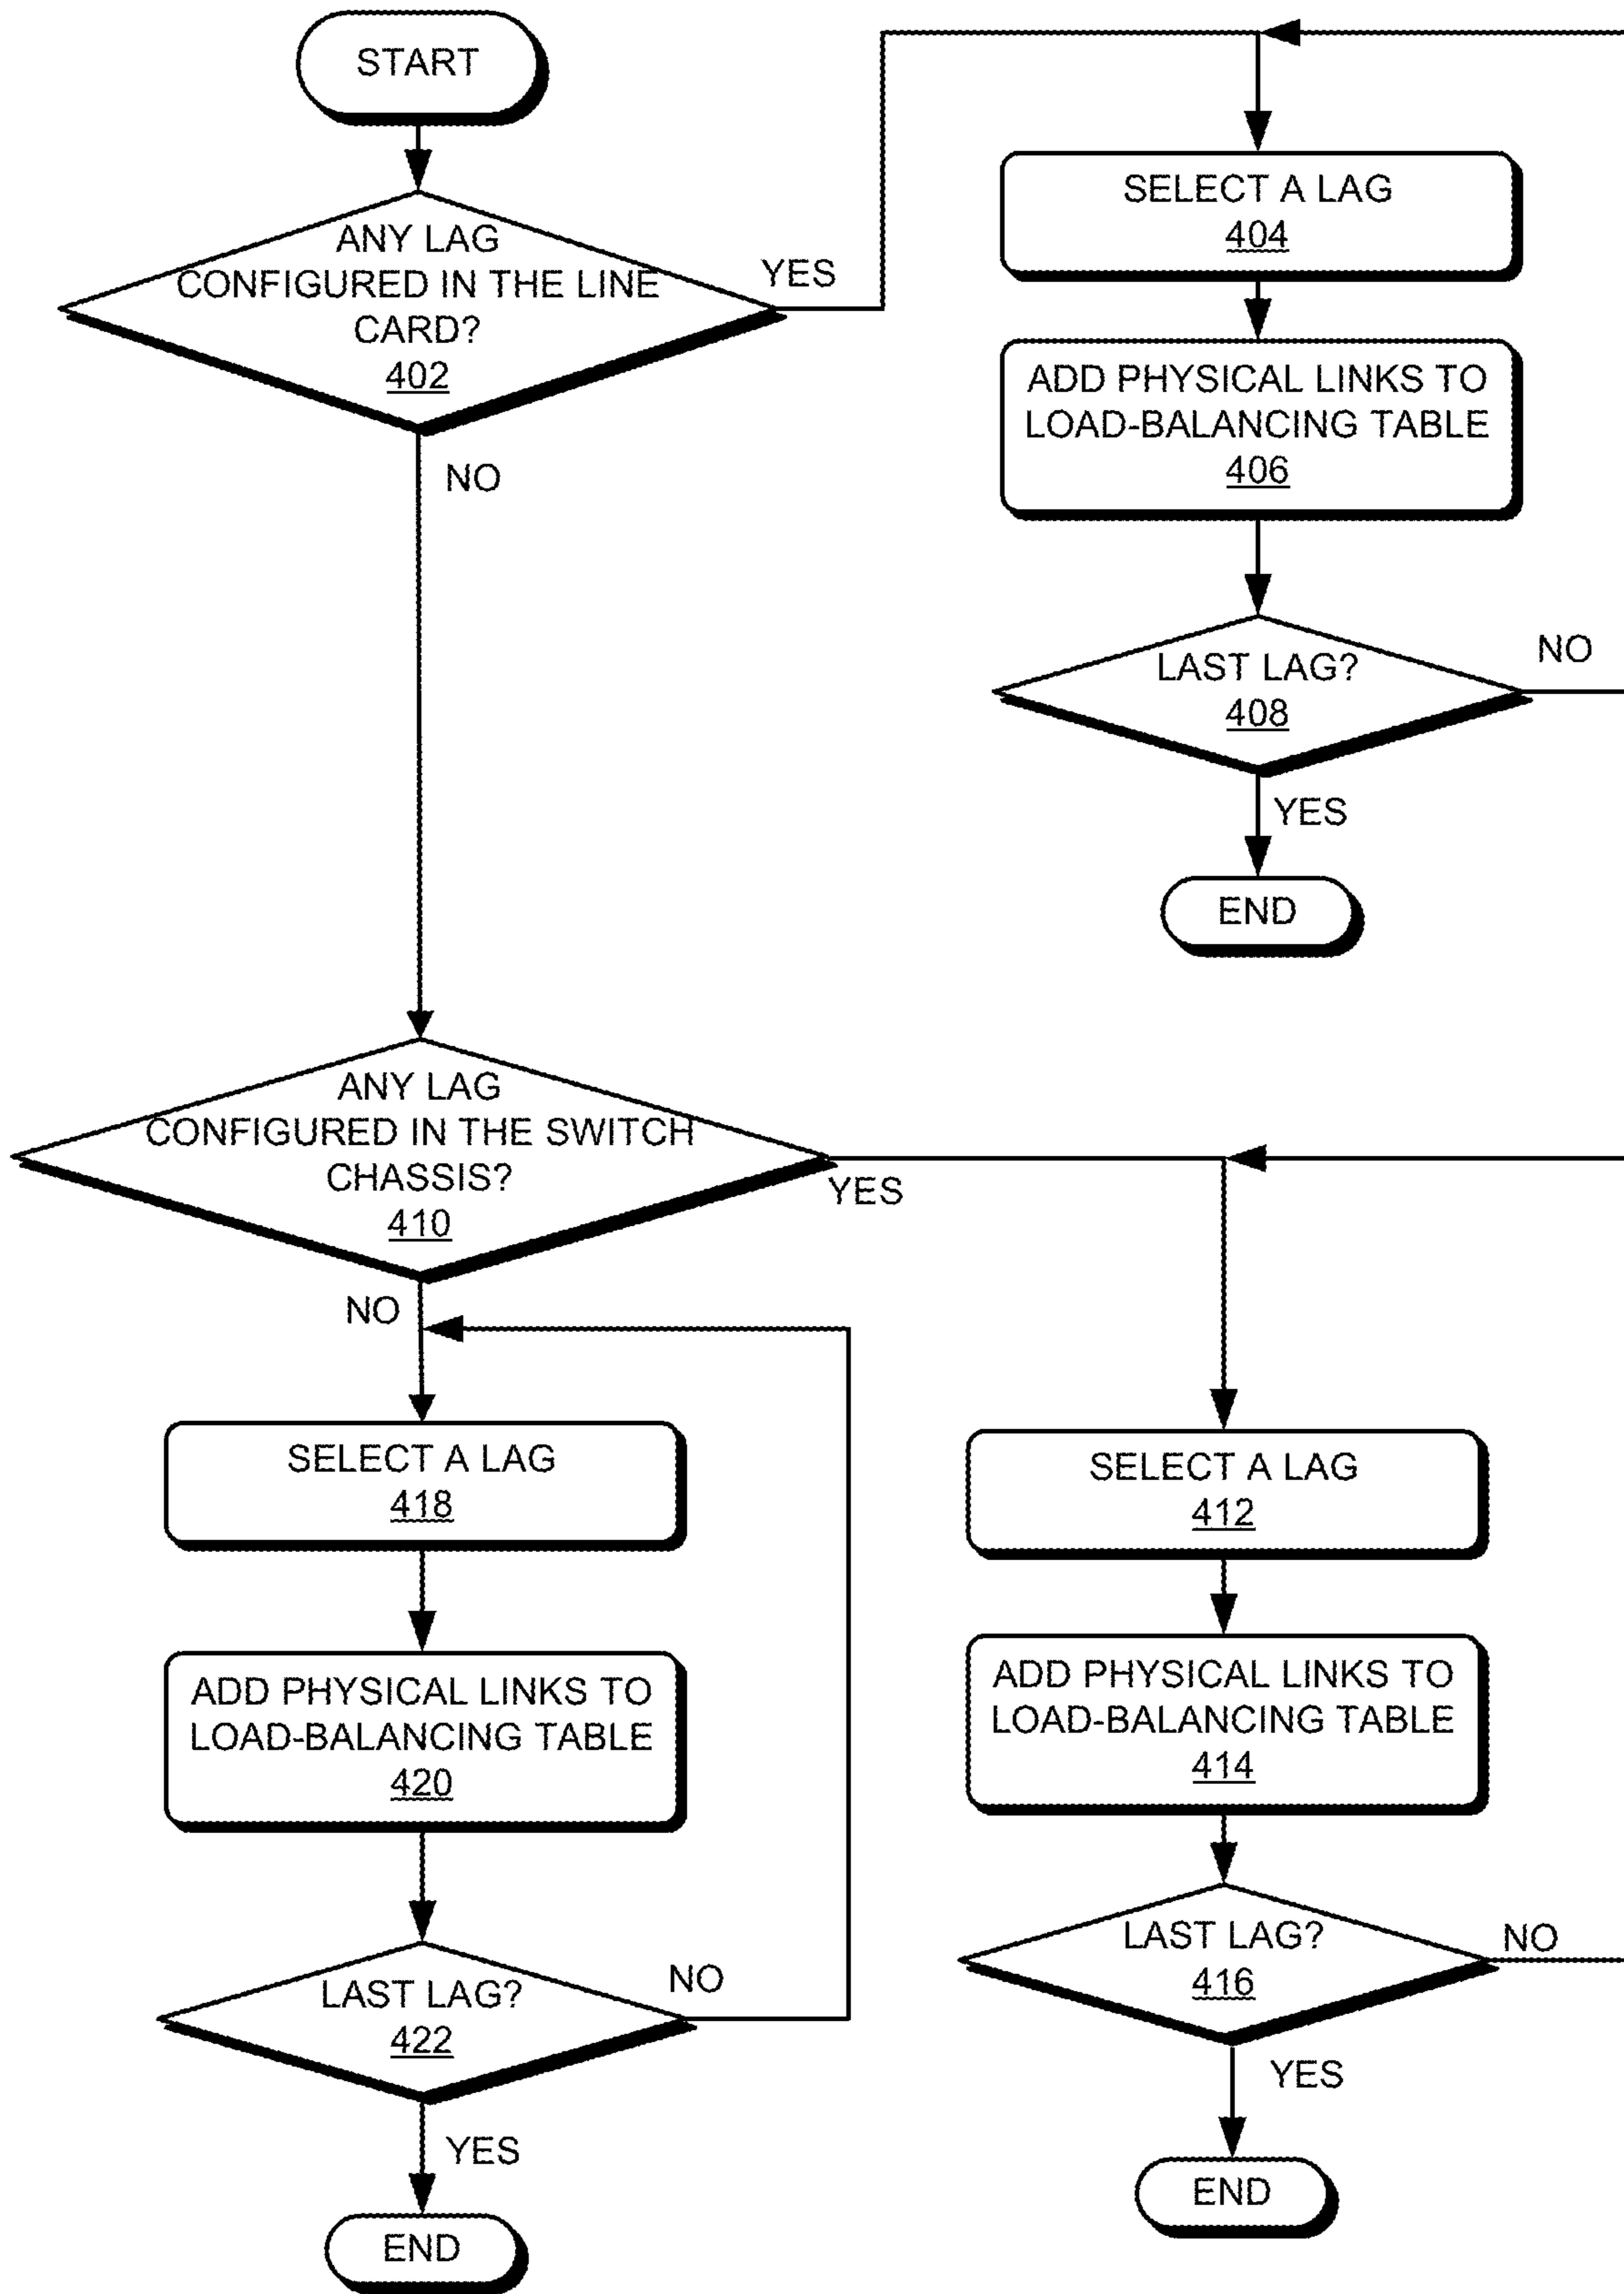 START
ANY LAG
CONFIGURED IN THE LINE
CARD?
402
YES
NO
SELECT A LAG
404
ADD PHYSICAL LINKS TO
LOAD-BALANCING TABLE
406
LAST LAG?
408
NO
YES
END
ANY LAG
CONFIGURED IN THE SWITCH
CHASSIS?
410
YES
NO
SELECT A LAG
418
ADD PHYSICAL LINKS TO
LOAD-BALANCING TABLE
420
LAST LAG?
422
NO
YES
END
SELECT A LAG
412
ADD PHYSICAL LINKS TO
LOAD-BALANCING TABLE
414
LAST LAG?
416
NO
YES
END